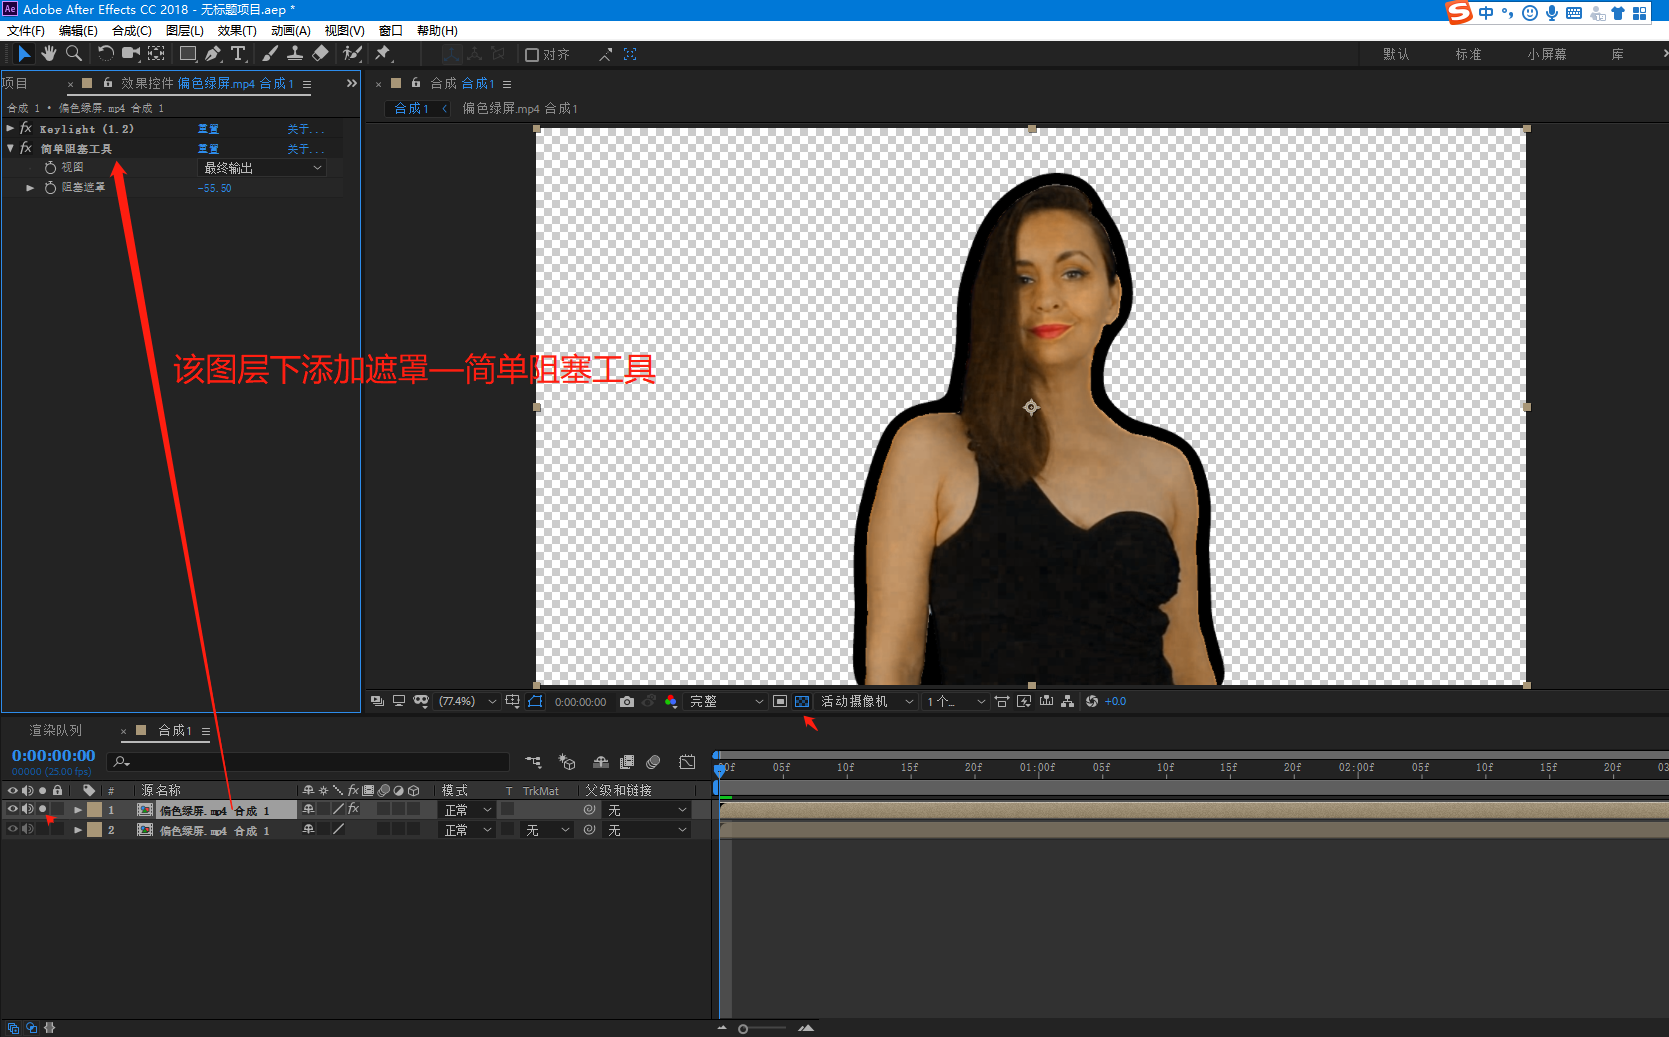 Ae Adobe After Effects CC 2018 - 无标题项目.aep *
中
文件(F) 编辑(E) 合成(C) 图层(L) 效果(T) 动画(A) 视图(V) 窗口 帮助(H)
对齐 默认 标准 小屏幕 库
项目 × 效果控件 偏色绿屏.mp4 合成 1
合成 1 • 偏色绿屏.mp4 合成 1
fx Keylight (1.2) 重置 关于...
fx 简单阻塞工具 重置 关于...
视图 最终输出
阻塞遮罩 -55.50
× 合成 合成1
合成1 偏色绿屏.mp4 合成1
该图层下添加遮罩—简单阻塞工具
(77.4%) 0:00:00:00 完整 活动摄像机 1个... +0.0
渲染队列 × 合成1
0:00:00:00
00000 (25.00 fps)
00f 05f 10f 15f 20f 01:00f 05f 10f 15f 20f 02:00f 05f 10f 15f 20f 03
# 源名称 fx 模式 T TrkMat 父级和链接
1 偏色绿屏.mp4 合成 1 fx 正常 无
2 偏色绿屏.mp4 合成 1 正常 无 无